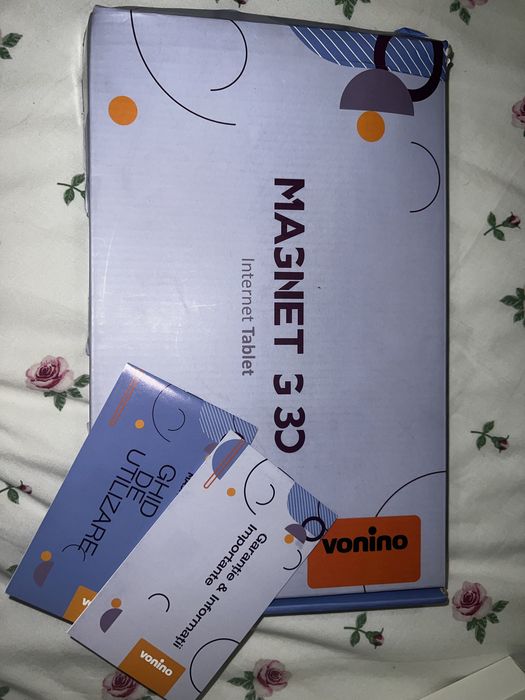 MAGNET G 30
Internet Tablet
vonino
GHID
DE
UTILIZARE
Garanție & Informații
Importante
vonino